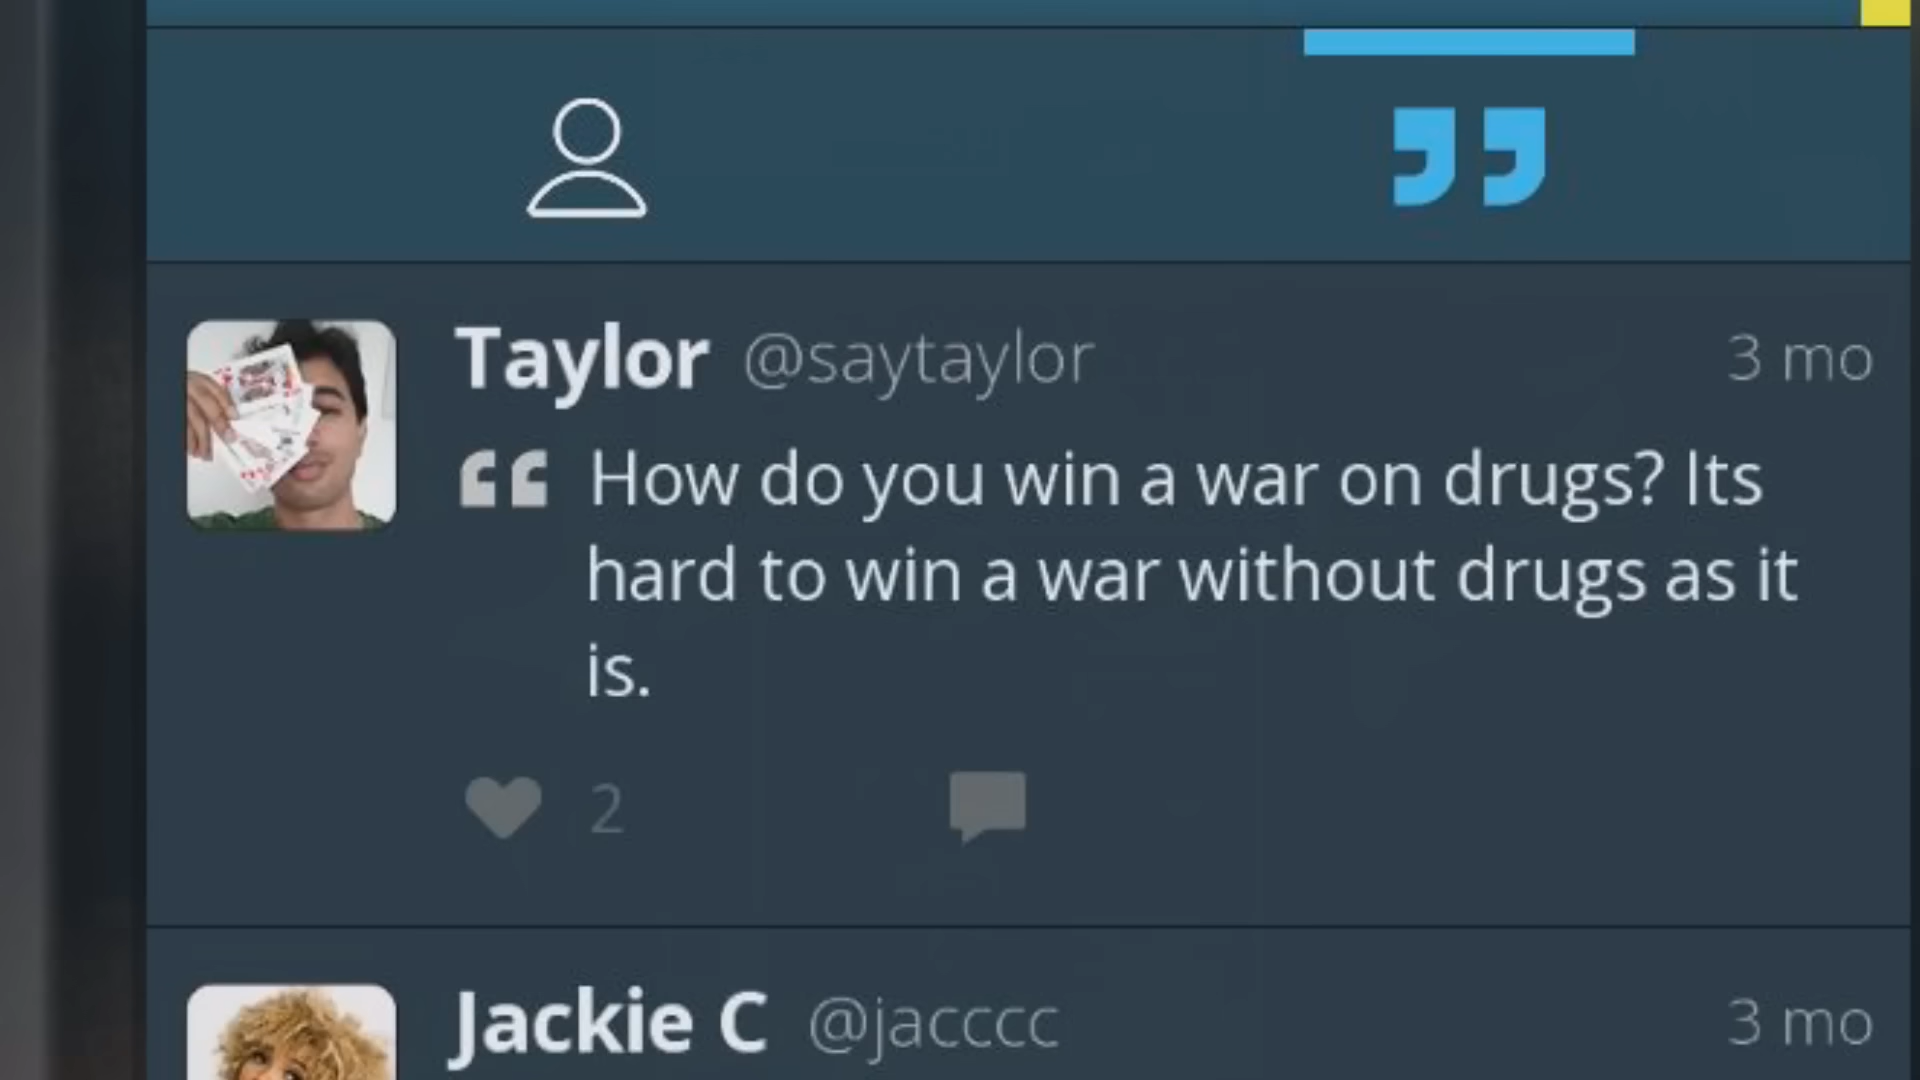 Taylor @saytaylor 3 mo
How do you win a war on drugs? Its
hard to win a war without drugs as it
is.
2
Jackie C @jacccc 3 mo